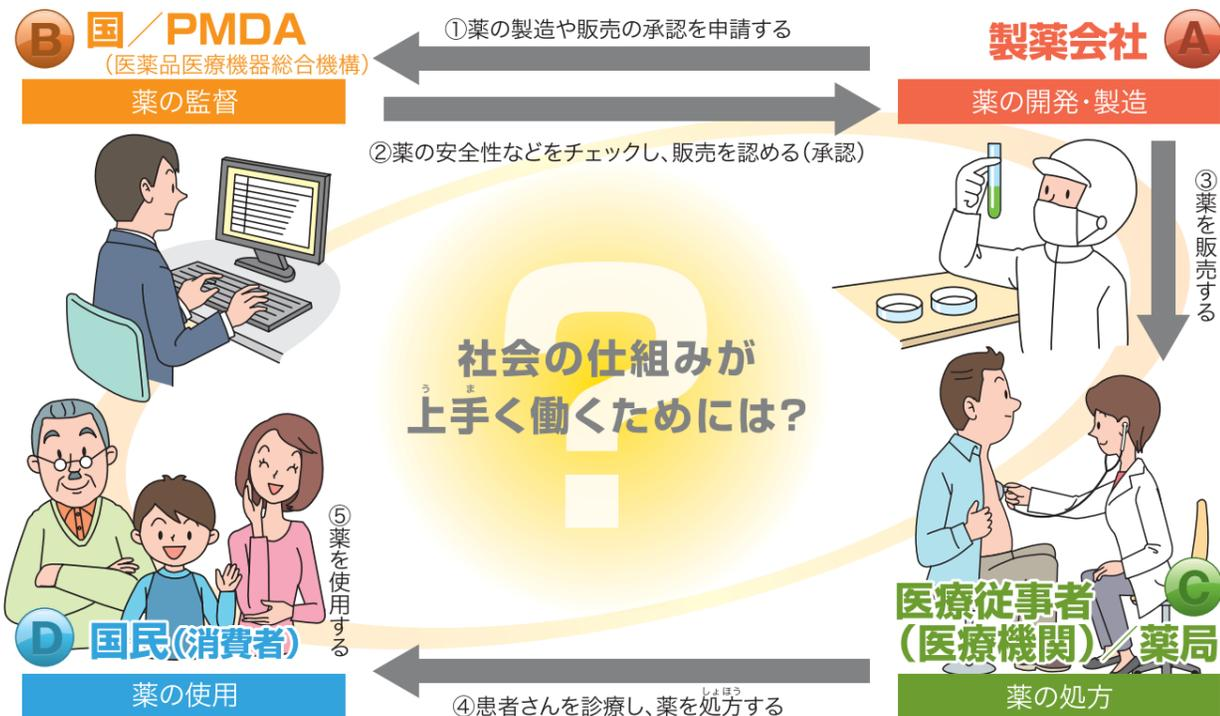 B 国／PMDA
（医薬品医療機器総合機構）
薬の監督
①薬の製造や販売の承認を申請する
②薬の安全性などをチェックし、販売を認める（承認）
製薬会社 A
薬の開発・製造
③薬を販売する
?
社会の仕組みが
うま
上手く働くためには？
⑤薬を使用する
D 国民（消費者）
薬の使用
しょほう
④患者さんを診療し、薬を処方する
C
医療従事者
（医療機関）／薬局
薬の処方